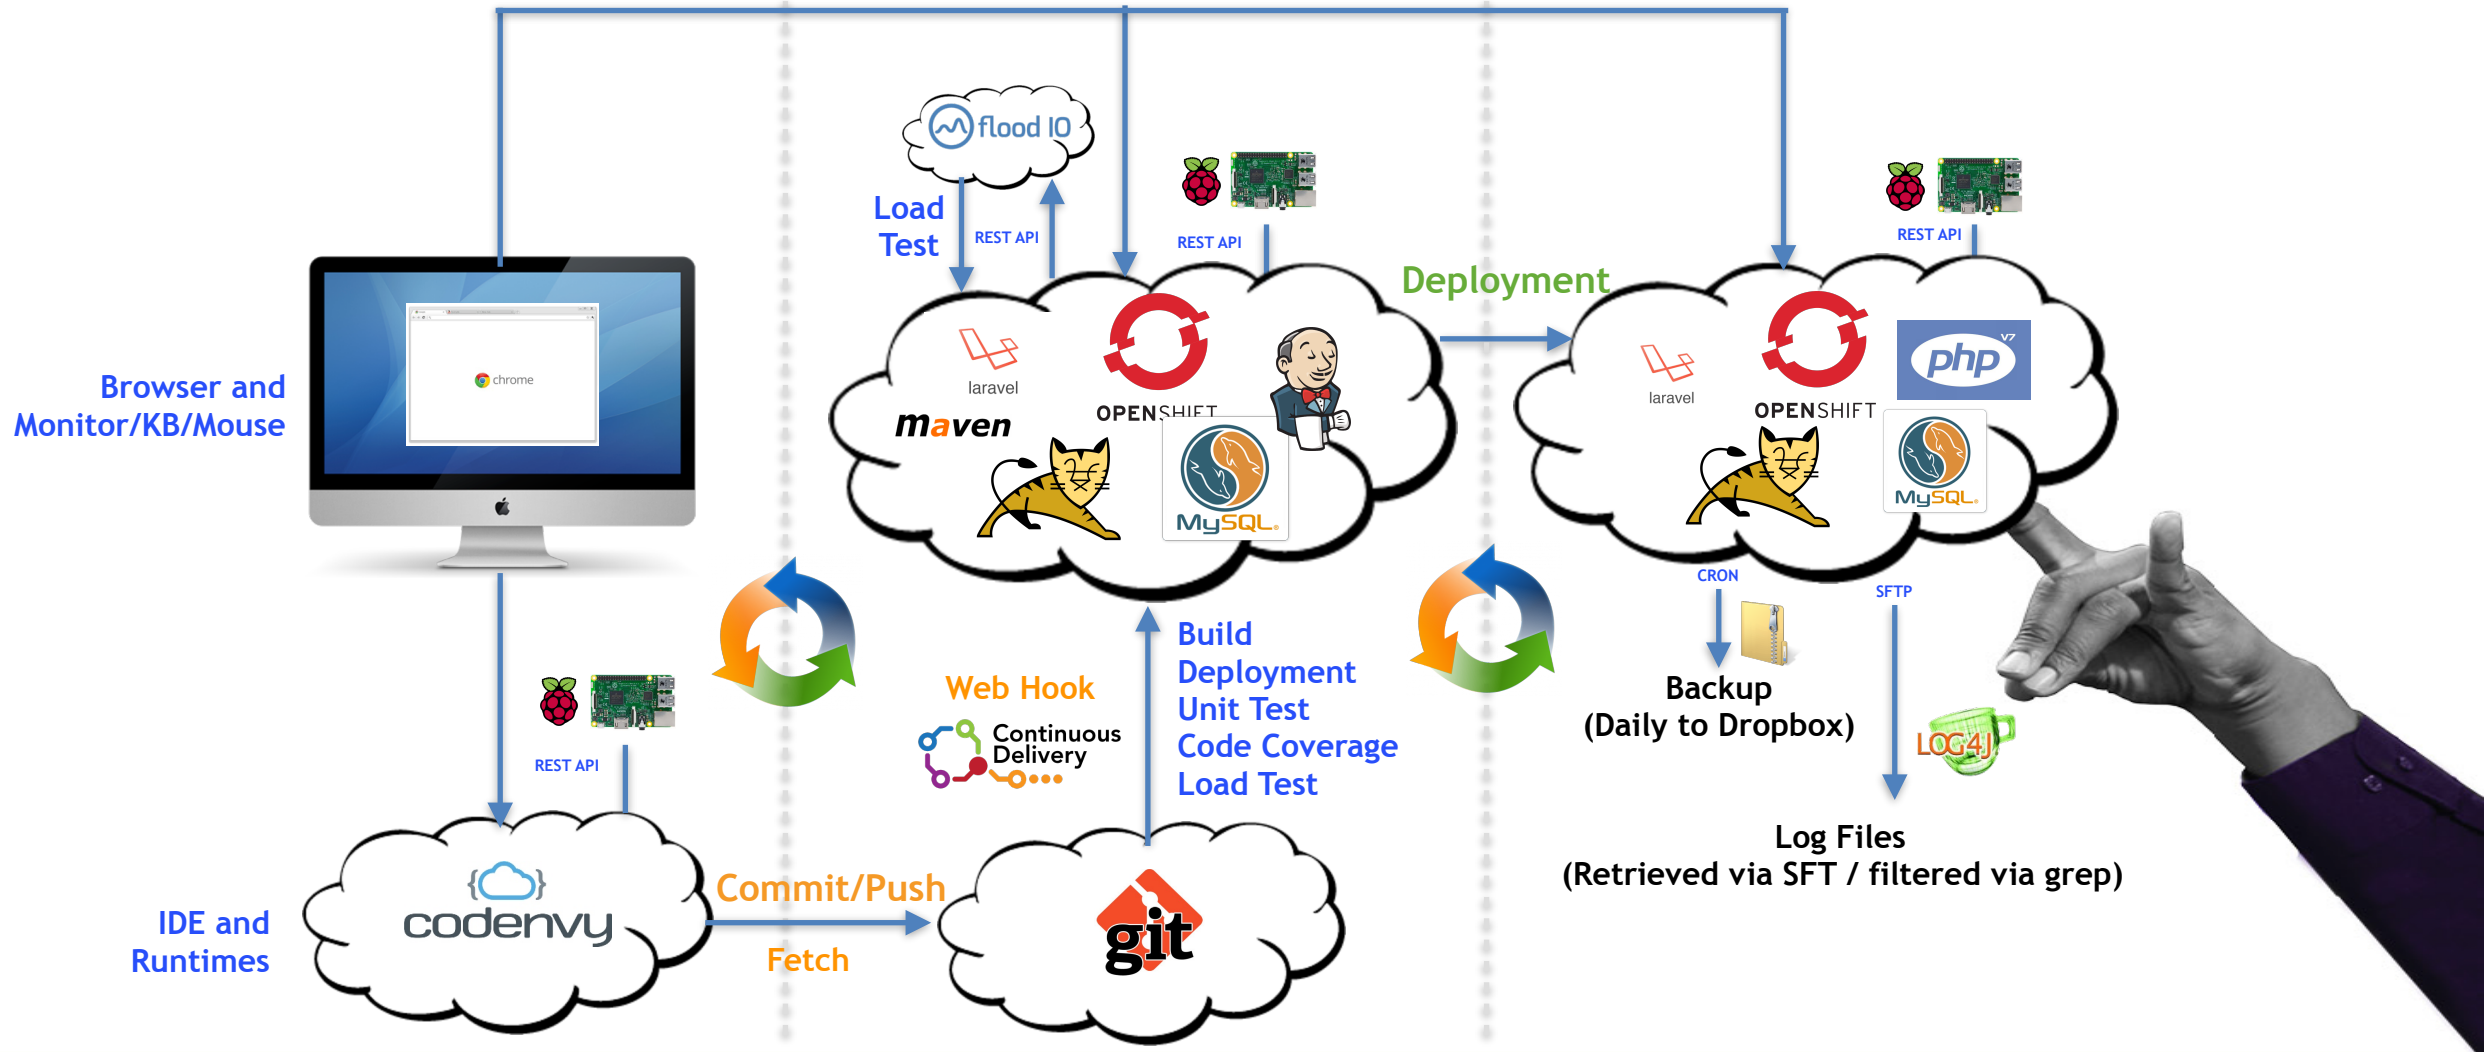 flood IO
Load
Test
REST API
REST API
REST API
Deployment
Browser and
Monitor/KB/Mouse
chrome
laravel
maven
OPENSHIFT
MySQL®
laravel
OPENSHIFT
php
V7
MySQL®
CRON
SFTP
Backup
(Daily to Dropbox)
LOG4J
Log Files
(Retrieved via SFT / filtered via grep)
Build
Deployment
Unit Test
Code Coverage
Load Test
Web Hook
Continuous
Delivery
REST API
{ }
codenvy
IDE and
Runtimes
Commit/Push
Fetch
git